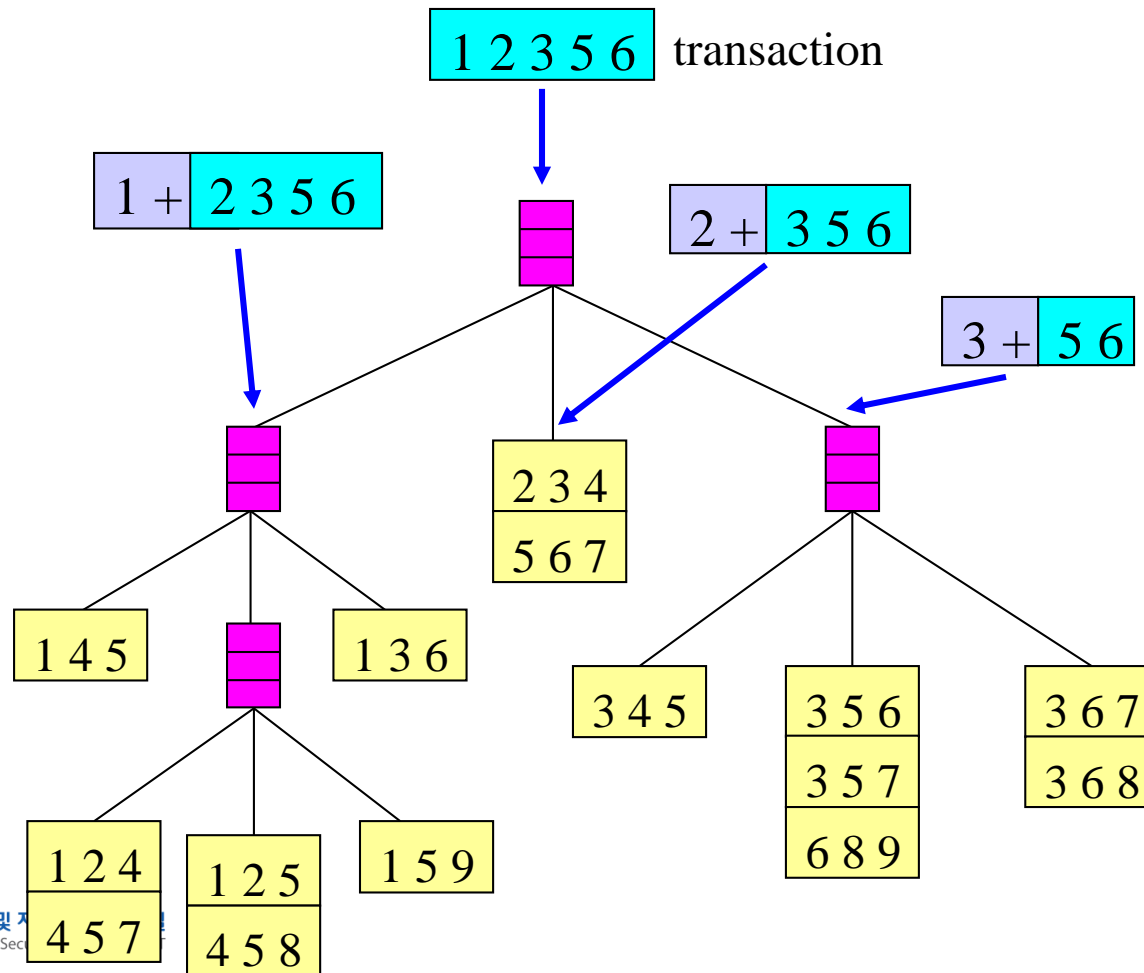 1 2 3 5 6 transaction
1 + 2 3 5 6
2 + 3 5 6
3 + 5 6
2 3 4
5 6 7
1 4 5
1 3 6
3 4 5
3 5 6
3 6 7
3 5 7
3 6 8
6 8 9
1 2 4
1 2 5
1 5 9
4 5 7
4 5 8
및